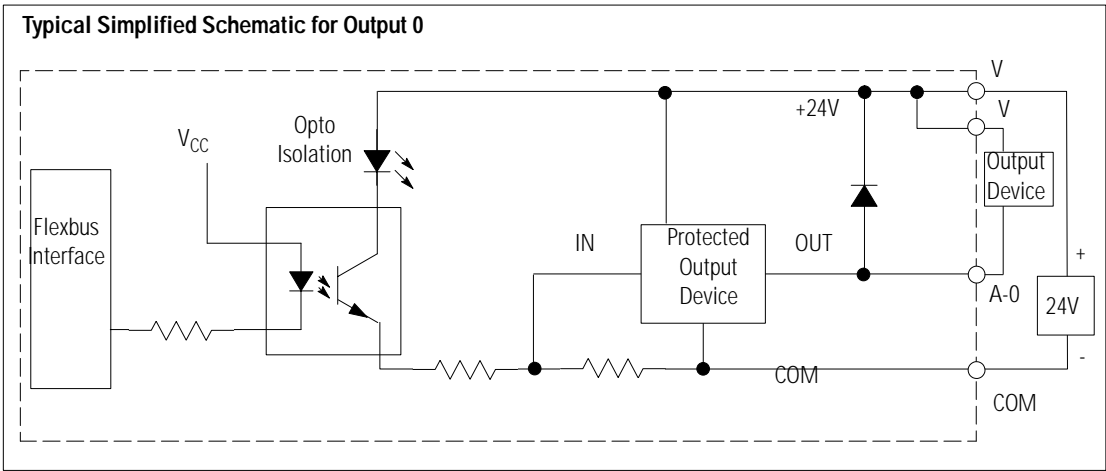 Typical Simplified Schematic for Output 0
V
+24V
V
Opto
Isolation
VCC
Output
Device
Flexbus
Interface
IN
Protected
Output
Device
OUT
+
A-0
24V
-
COM
COM